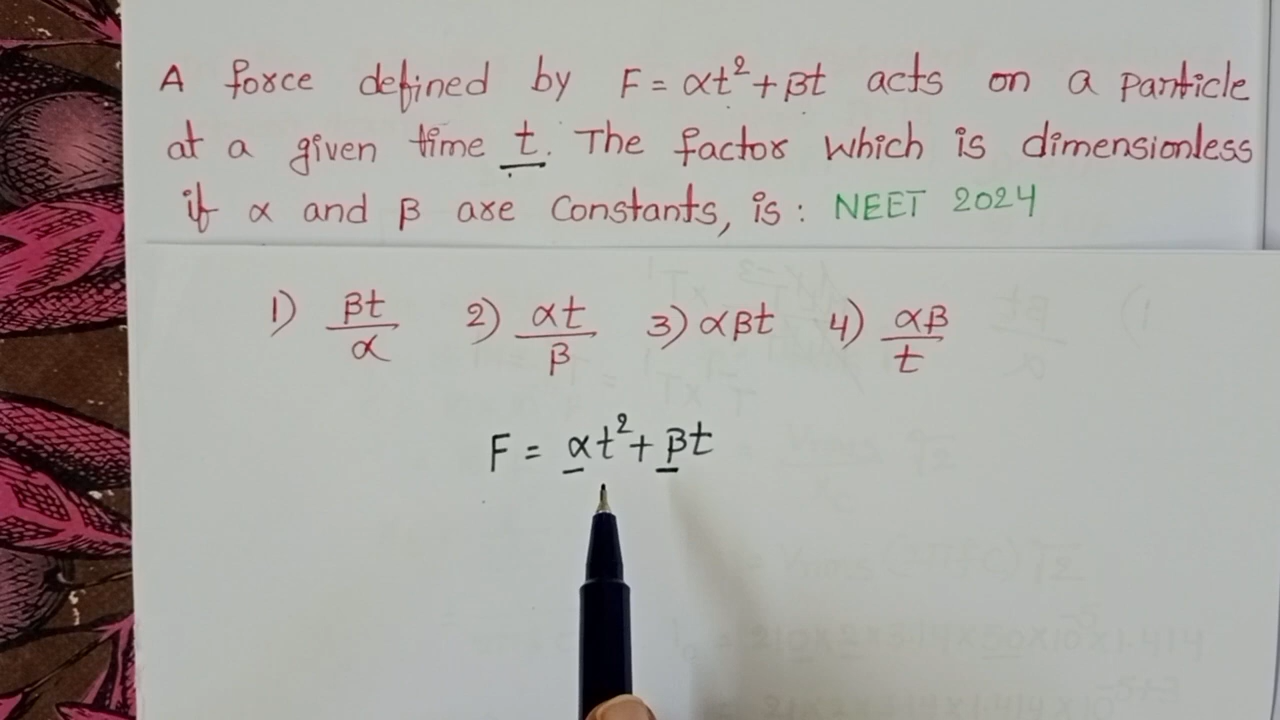 A force defined by F = αt² + βt acts on a particle
at a given time t. The factor which is dimensionless
if α and β are constants, is : NEET 2024
1) βt/α 2) αt/β 3) αβt 4) αβ/t
F = αt² + βt